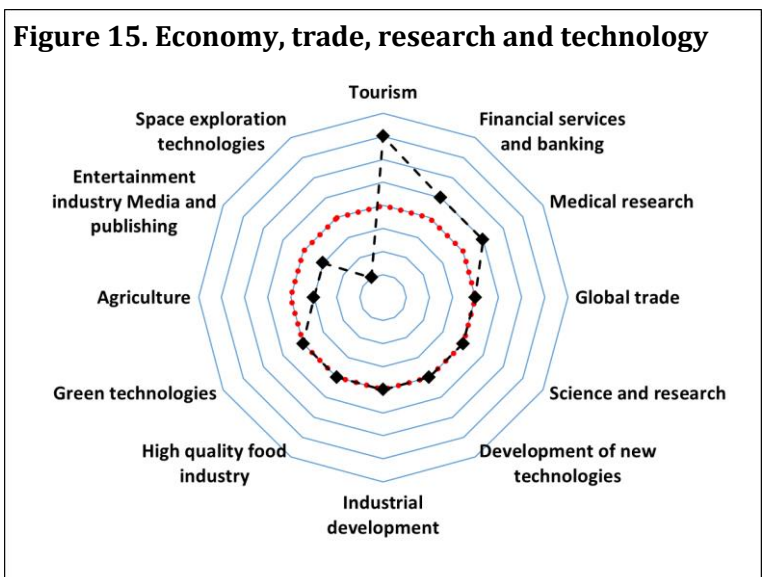 Figure 15. Economy, trade, research and technology
Tourism
Financial services
and banking
Medical research
Global trade
Science and research
Development of new
technologies
Industrial
development
High quality food
industry
Green technologies
Agriculture
Entertainment
industry Media and
publishing
Space exploration
technologies